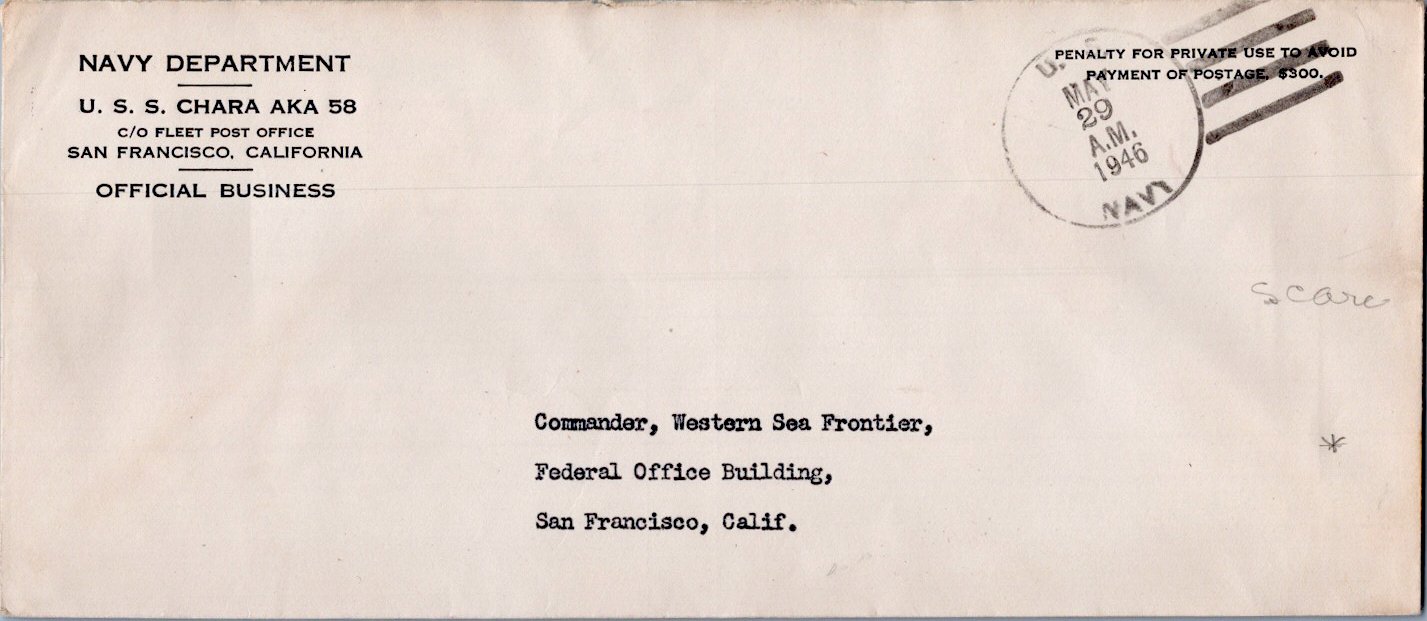 NAVY DEPARTMENT
U. S. S. CHARA AKA 58
C/O FLEET POST OFFICE
SAN FRANCISCO, CALIFORNIA
OFFICIAL BUSINESS
PENALTY FOR PRIVATE USE TO AVOID
PAYMENT OF POSTAGE, $300.
U.
MAY
29
A.M.
1946
NAVY
Commander, Western Sea Frontier,
Federal Office Building,
San Francisco, Calif.
*